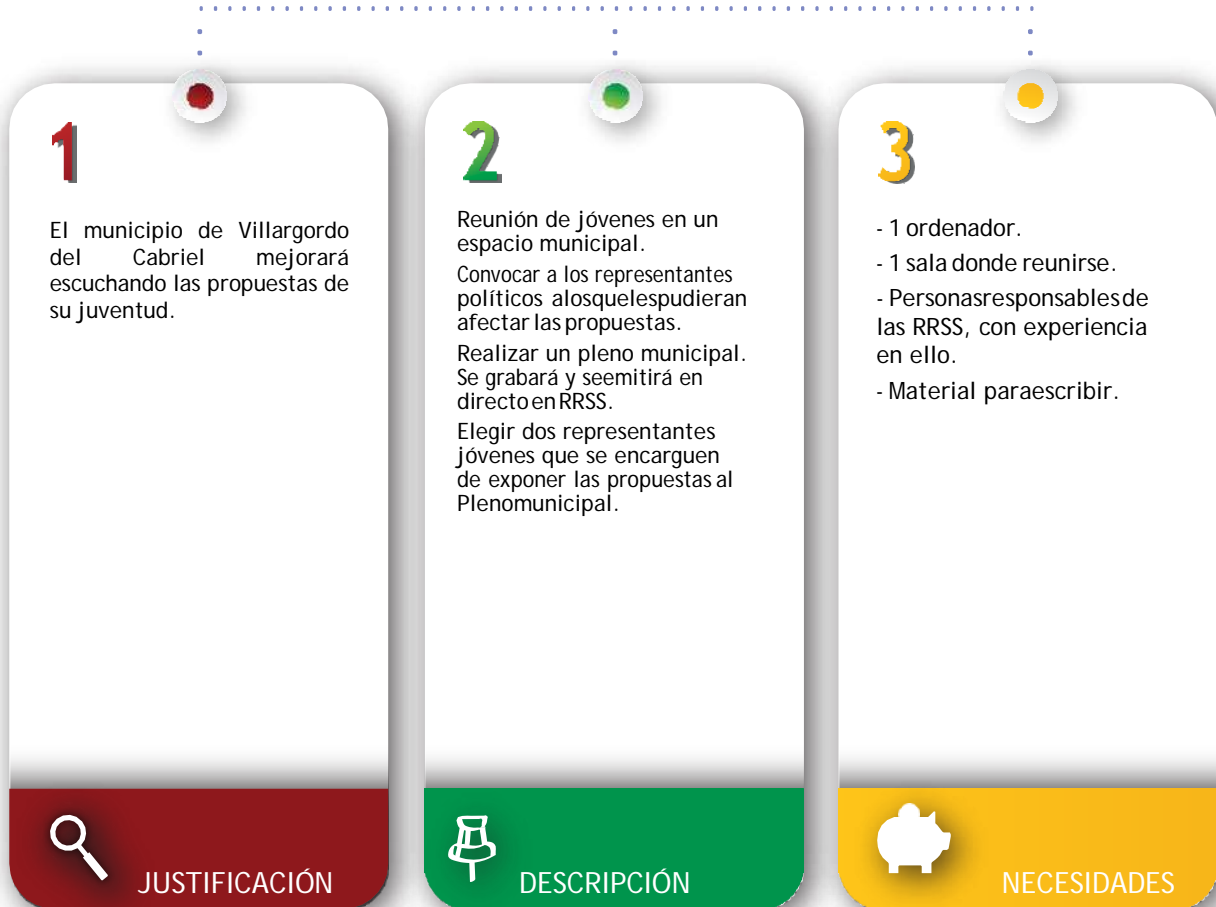 1
El municipio de Villargordo
del Cabriel mejorará
escuchando las propuestas de
su juventud.
JUSTIFICACIÓN
2
Reunión de jóvenes en un
espacio municipal.
Convocar a los representantes
políticos alosquelespudieran
afectar las propuestas.
Realizar un pleno municipal.
Se grabará y seemitirá en
directo en RRSS.
Elegir dos representantes
jóvenes que se encarguen
de exponer las propuestas al
Plenomunicipal.
DESCRIPCIÓN
3
- 1 ordenador.
- 1 sala donde reunirse.
- Personasresponsablesde
las RRSS, con experiencia
en ello.
- Material paraescribir.
NECESIDADES